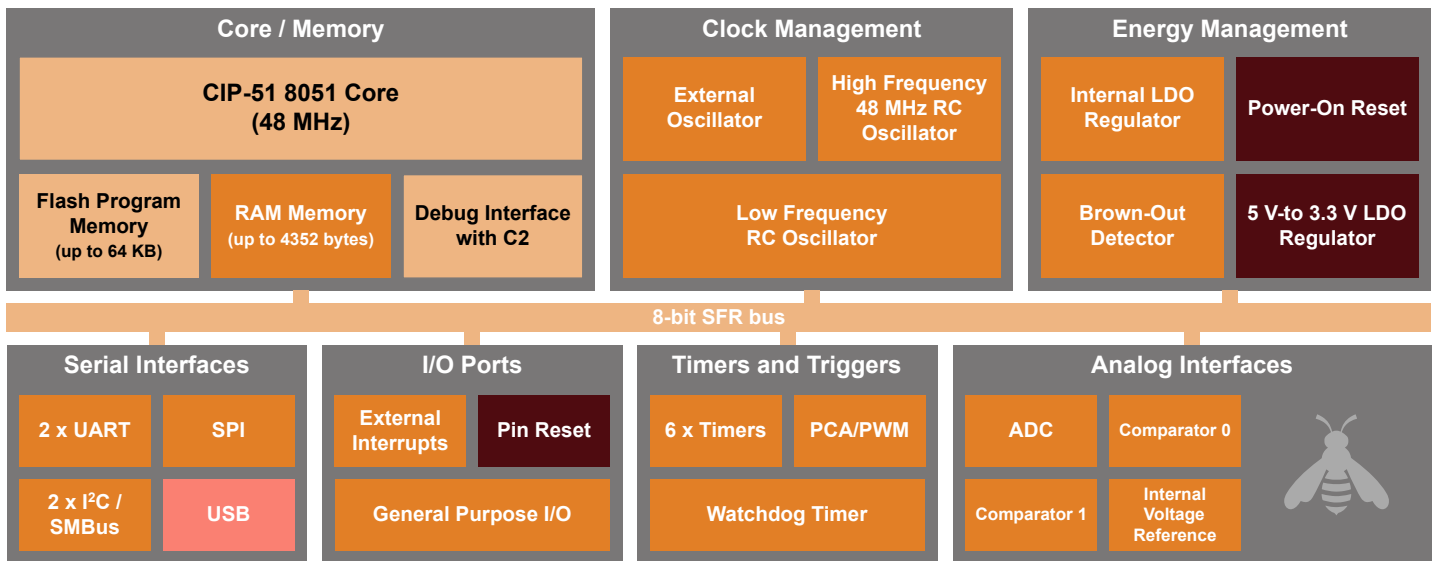 Core / Memory
CIP-51 8051 Core
(48 MHz)
Flash Program
Memory
(up to 64 KB)
RAM Memory
(up to 4352 bytes)
Debug Interface
with C2
Clock Management
External
Oscillator
High Frequency
48 MHz RC
Oscillator
Low Frequency
RC Oscillator
Energy Management
Internal LDO
Regulator
Power-On Reset
Brown-Out
Detector
5 V-to 3.3 V LDO
Regulator
8-bit SFR bus
Serial Interfaces
2 x UART
SPI
2 x I²C /
SMBus
USB
I/O Ports
External
Interrupts
Pin Reset
General Purpose I/O
Timers and Triggers
6 x Timers
PCA/PWM
Watchdog Timer
Analog Interfaces
ADC
Comparator 0
Comparator 1
Internal
Voltage
Reference